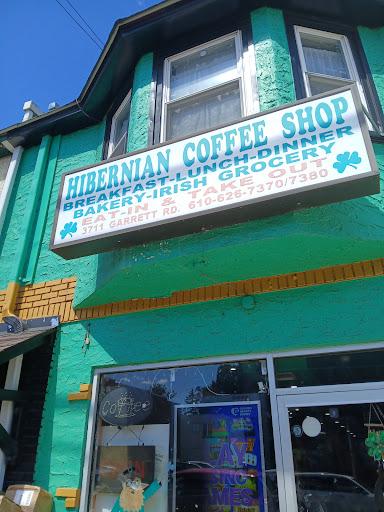 HIBERNIAN COFFEE SHOP
BREAKFAST-LUNCH-DINNER
BAKERY-IRISH GROCERY
EAT-IN & TAKE OUT
3711 GARRETT RD. 610-626-7370/7380
Coffee